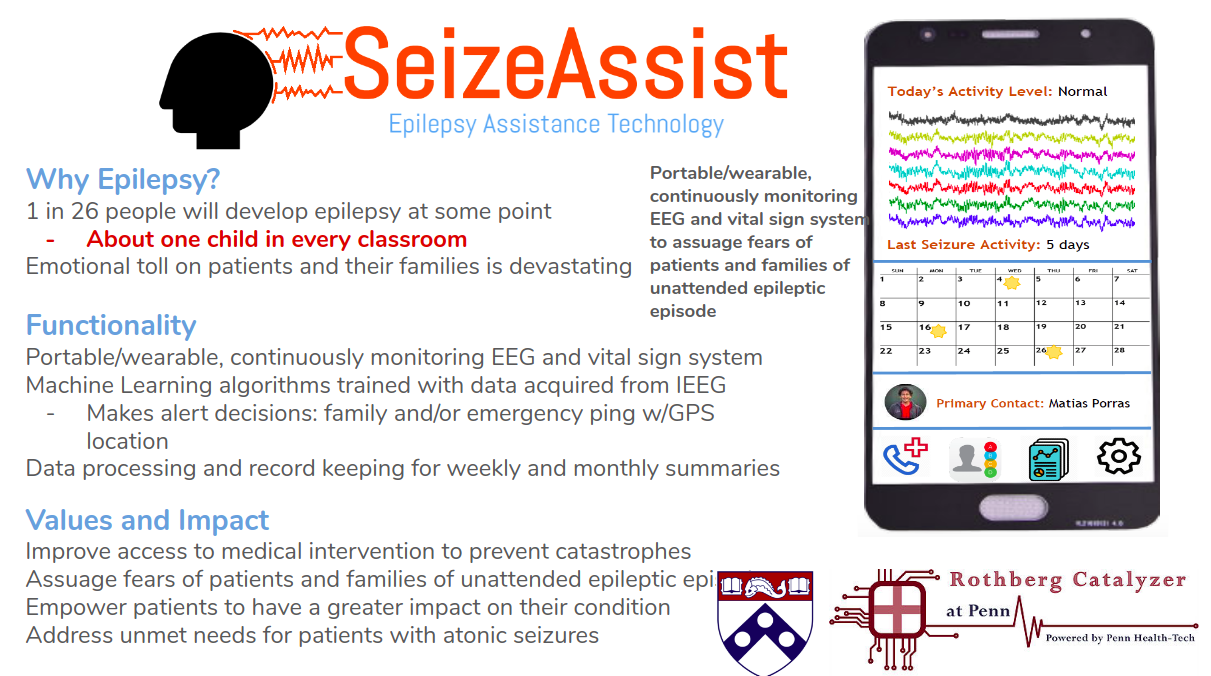 SeizeAssist
Epilepsy Assistance Technology
Why Epilepsy?
1 in 26 people will develop epilepsy at some point
- About one child in every classroom
Emotional toll on patients and their families is devastating
Portable/wearable,
continuously monitoring
EEG and vital sign system
to assuage fears of
patients and families of
unattended epileptic
episode
Functionality
Portable/wearable, continuously monitoring EEG and vital sign system
Machine Learning algorithms trained with data acquired from IEEG
- Makes alert decisions: family and/or emergency ping w/GPS
location
Data processing and record keeping for weekly and monthly summaries
Values and Impact
Improve access to medical intervention to prevent catastrophes
Assuage fears of patients and families of unattended epileptic epi
Empower patients to have a greater impact on their condition
Address unmet needs for patients with atonic seizures
Today's Activity Level: Normal
Last Seizure Activity: 5 days
SUN MON TUE WED THU FRI SAT
1 2 3 4 5 6 7
8 9 10 11 12 13 14
15 16 17 18 19 20 21
22 23 24 25 26 27 28
Primary Contact: Matias Porras
Rothberg Catalyzer
at Penn
Powered by Penn Health-Tech